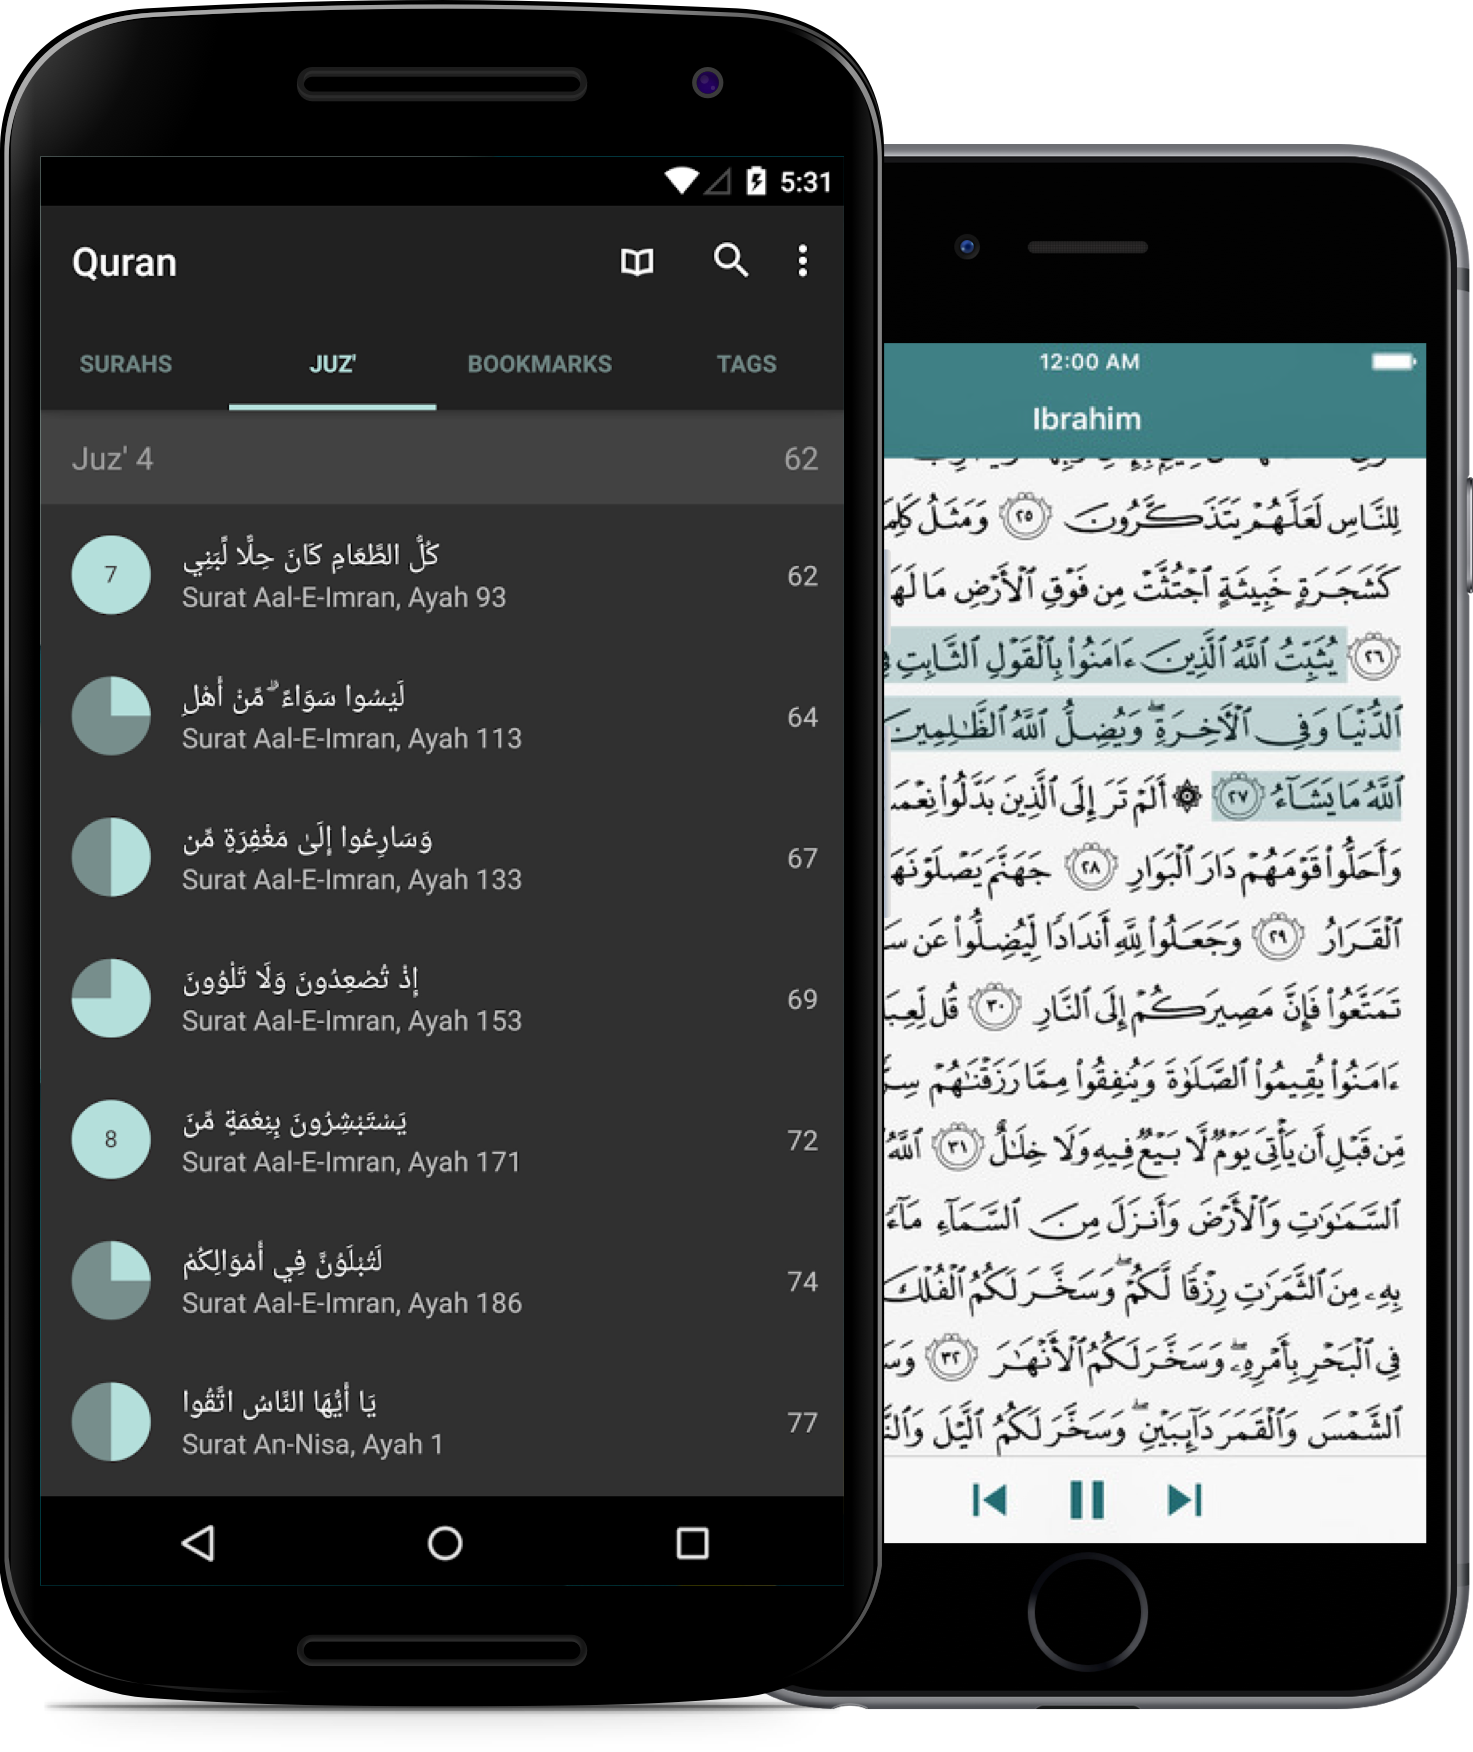 5:31
Quran
SURAHS JUZ' BOOKMARKS TAGS
Juz' 4 62
7 كُلُّ الطَّعَامِ كَانَ حِلًّا لِّبَنِي
Surat Aal-E-Imran, Ayah 93 62
لَيْسُوا سَوَاءً ۗ مِّنْ أَهْلِ
Surat Aal-E-Imran, Ayah 113 64
وَسَارِعُوا إِلَىٰ مَغْفِرَةٍ مِّن
Surat Aal-E-Imran, Ayah 133 67
إِذْ تُصْعِدُونَ وَلَا تَلْوُونَ
Surat Aal-E-Imran, Ayah 153 69
8 يَسْتَبْشِرُونَ بِنِعْمَةٍ مِّنَ
Surat Aal-E-Imran, Ayah 171 72
لَتُبْلَوُنَّ فِي أَمْوَالِكُمْ
Surat Aal-E-Imran, Ayah 186 74
يَا أَيُّهَا النَّاسُ اتَّقُوا
Surat An-Nisa, Ayah 1 77
12:00 AM
Ibrahim
لِلنَّاسِ لَعَلَّهُمْ يَتَذَكَّرُونَ ٢٥ وَمَثَلُ
كَشَجَرَةٍ خَبِيثَةٍ ٱجْتُثَّتْ مِن فَوْقِ ٱلْأَرْضِ مَا لَهَا
٢٦ يُثَبِّتُ ٱللَّهُ ٱلَّذِينَ ءَامَنُوا۟ بِٱلْقَوْلِ ٱلثَّابِتِ
ٱلدُّنْيَا وَفِى ٱلْـَٔاخِرَةِ ۖ وَيُضِلُّ ٱللَّهُ ٱلظَّـٰلِمِينَ
ٱللَّهُ مَا يَشَآءُ ٢٧ ۞ أَلَمْ تَرَ إِلَى ٱلَّذِينَ بَدَّلُوا۟
وَأَحَلُّوا۟ قَوْمَهُمْ دَارَ ٱلْبَوَارِ ٢٨ جَهَنَّمَ يَصْلَوْنَهَا
ٱلْقَرَارُ ٢٩ وَجَعَلُوا۟ لِلَّهِ أَندَادًا لِّيُضِلُّوا۟ عَن
تَمَتَّعُوا۟ فَإِنَّ مَصِيرَكُمْ إِلَى ٱلنَّارِ ٣٠ قُل
ءَامَنُوا۟ يُقِيمُوا۟ ٱلصَّلَوٰةَ وَيُنفِقُوا۟ مِمَّا رَزَقْنَـٰهُمْ
مِّن قَبْلِ أَن يَأْتِىَ يَوْمٌ لَّا بَيْعٌ فِيهِ وَلَا خِلَـٰلٌ ٣١ ٱللَّهُ
ٱلسَّمَـٰوَٰتِ وَٱلْأَرْضَ وَأَنزَلَ مِنَ ٱلسَّمَآءِ مَآءً
بِهِۦ مِنَ ٱلثَّمَرَٰتِ رِزْقًا لَّكُمْ ۖ وَسَخَّرَ لَكُمُ ٱلْفُلْكَ
فِى ٱلْبَحْرِ بِأَمْرِهِۦ ۖ وَسَخَّرَ لَكُمُ ٱلْأَنْهَـٰرَ ٣٢
ٱلشَّمْسَ وَٱلْقَمَرَ دَآئِبَيْنِ ۖ وَسَخَّرَ لَكُمُ ٱلَّيْلَ